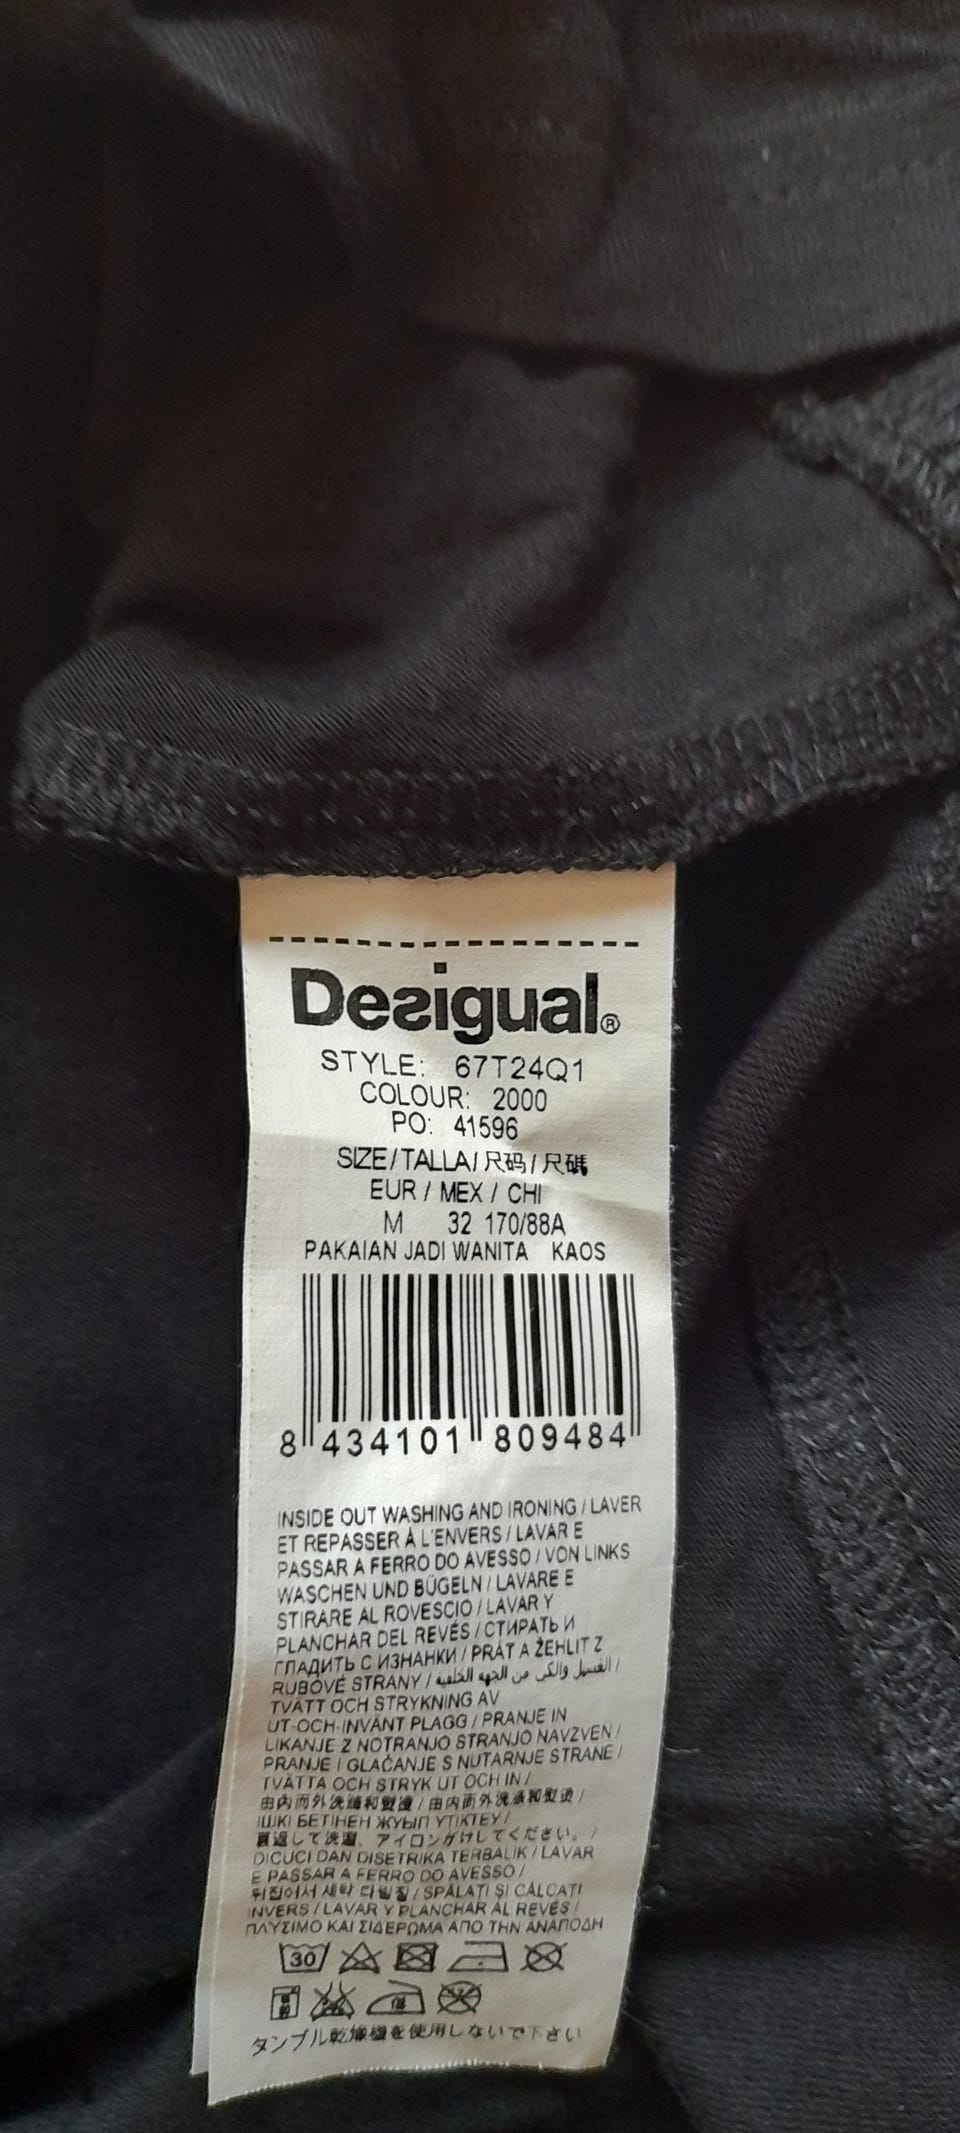 Desigual®
STYLE: 67T24Q1
COLOUR: 2000
PO: 41596
SIZE/TALLA/尺码/尺碼
EUR / MEX / CHI
M 32 170/88A
PAKAIAN JADI WANITA KAOS
8 434101 809484
INSIDE OUT WASHING AND IRONING / LAVER
ET REPASSER À L'ENVERS / LAVAR E
PASSAR A FERRO DO AVESSO / VON LINKS
WASCHEN UND BÜGELN / LAVARE E
STIRARE AL ROVESCIO / LAVAR Y
PLANCHAR DEL REVÉS / СТИРАТЬ И
ГЛАДИТЬ С ИЗНАНКИ / PRÁT A ŽEHLIT Z
RUBOVÉ STRANY / الغسيل والكي من الجهه الخلفيه /
TVÄTT OCH STRYKNING AV
UT-OCH-INVÄNT PLAGG / PRANJE IN
LIKANJE Z NOTRANJO STRANJO NAVZVEN /
PRANJE I GLAČANJE S NUTARNJE STRANE /
TVÄTTA OCH STRYK UT OCH IN /
由内而外洗滌和熨燙 / 由内而外洗涤和熨烫 /
ІШКІ БЕТІНЕН ЖУЫП ҮТІКТЕУ /
裏返して洗濯、アイロンがけしてください。 /
DICUCI DAN DISETRIKA TERBALIK / LAVAR
E PASSAR A FERRO DO AVESSO /
뒤집어서 세탁 다림질 / SPĂLAȚI ȘI CĂLCAȚI
INVERS / LAVAR Y PLANCHAR AL REVÉS /
ΠΛΥΣΙΜΟ ΚΑΙ ΣΙΔΕΡΩΜΑ ΑΠΟ ΤΗΝ ΑΝΑΠΟΔΗ
30
タンブル乾燥機を使用しないで下さい